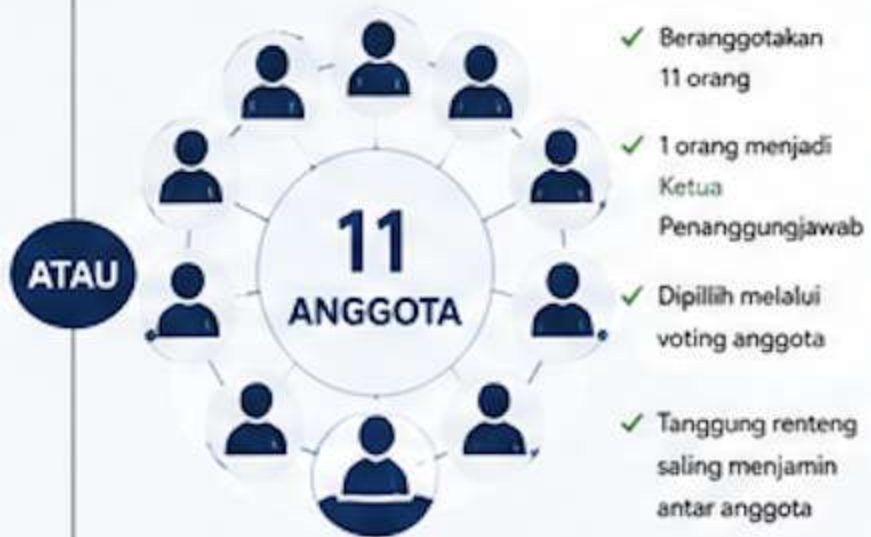 ATAU
11
ANGGOTA
✓ Beranggotakan
11 orang
✓ 1 orang menjadi
Ketua
Penanggungjawab
✓ Dipillih melalui
voting anggota
✓ Tanggung renteng
saling menjamin
antar anggota